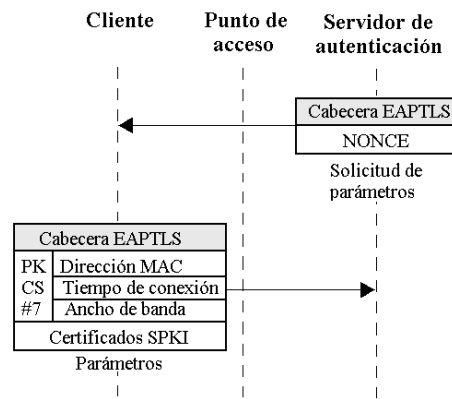 Cliente
Punto de
acceso
Servidor de
autenticación
Cabecera EAPTLS
NONCE
Solicitud de
parámetros
Cabecera EAPTLS
PK
CS
#7
Dirección MAC
Tiempo de conexión
Ancho de banda
Certificados SPKI
Parámetros